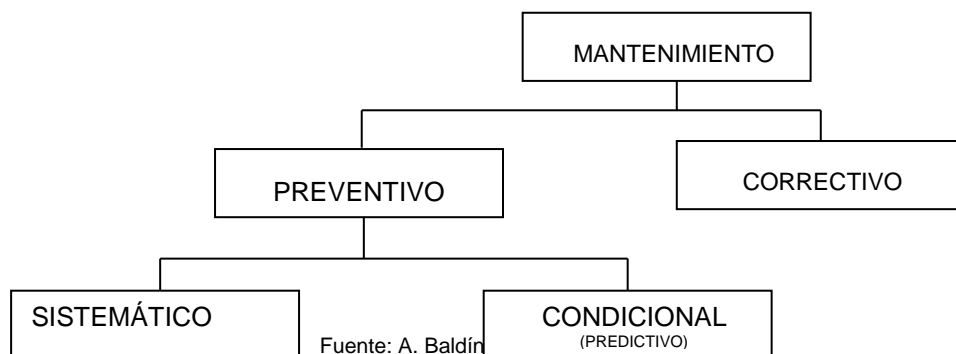 MANTENIMIENTO
PREVENTIVO
CORRECTIVO
SISTEMÁTICO
CONDICIONAL
(PREDICTIVO)
Fuente: A. Baldín